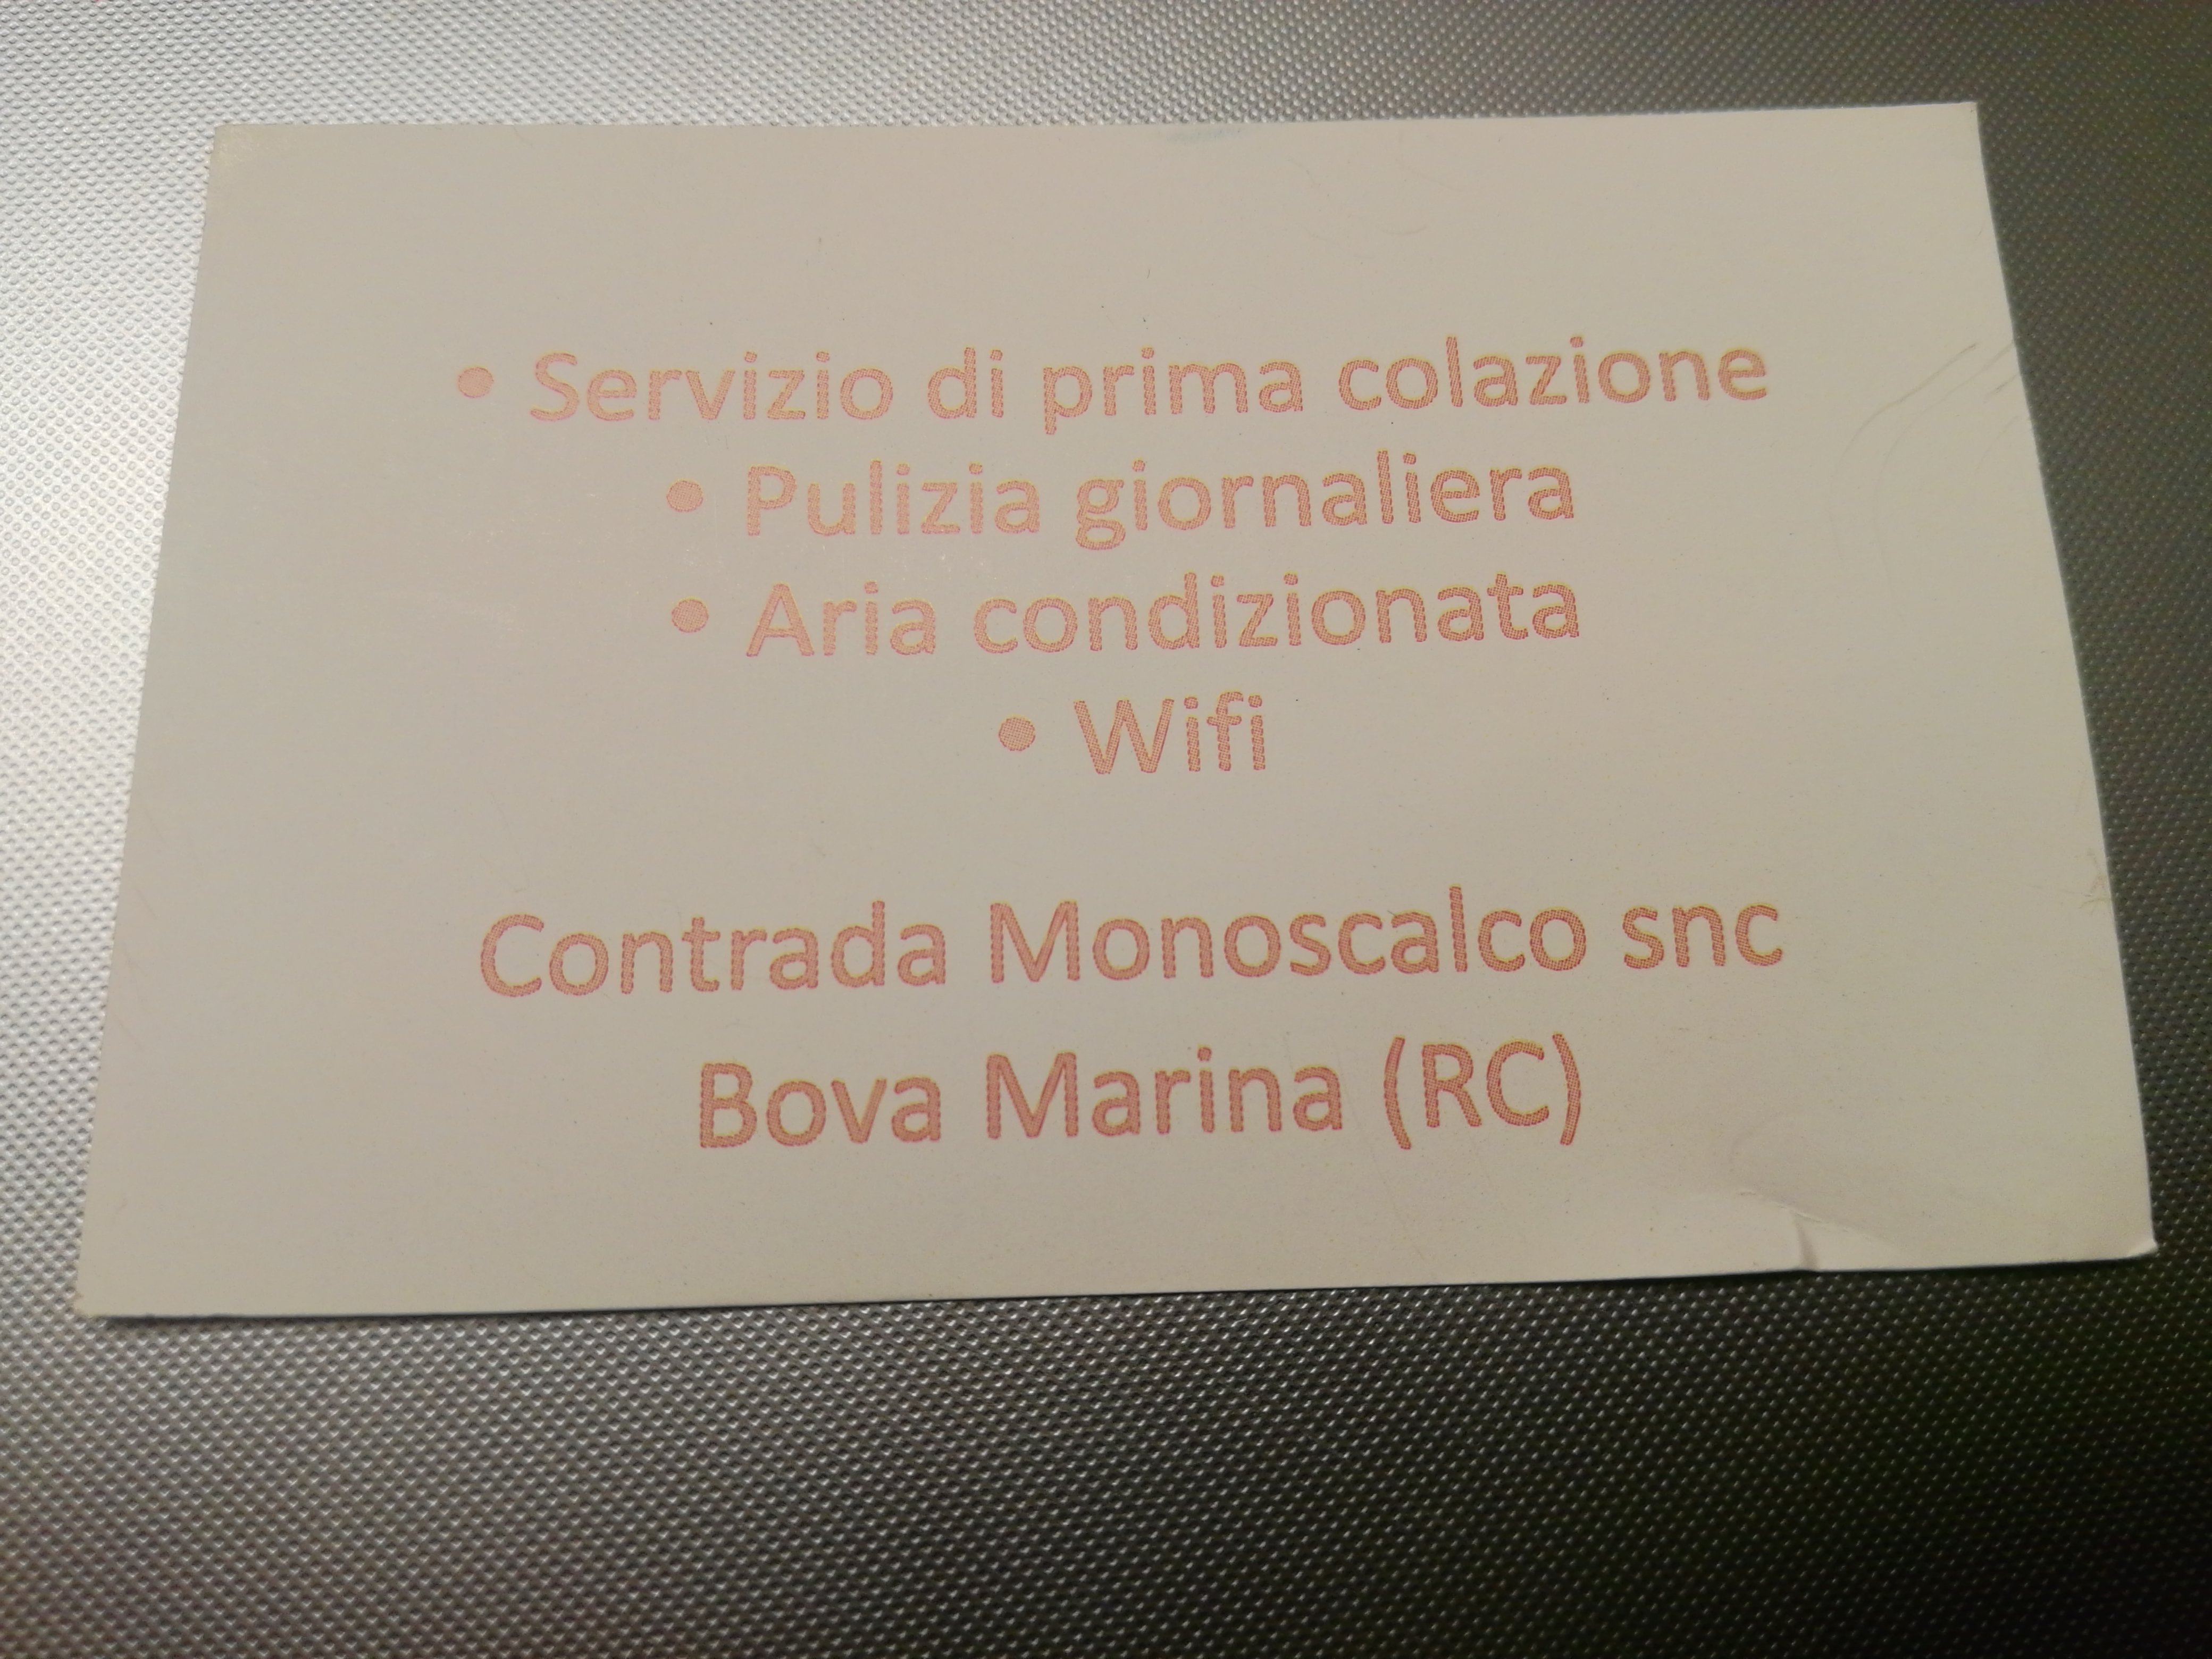 • Servizio di prima colazione
• Pulizia giornaliera
• Aria condizionata
• Wifi
Contrada Monoscalco snc
Bova Marina (RC)